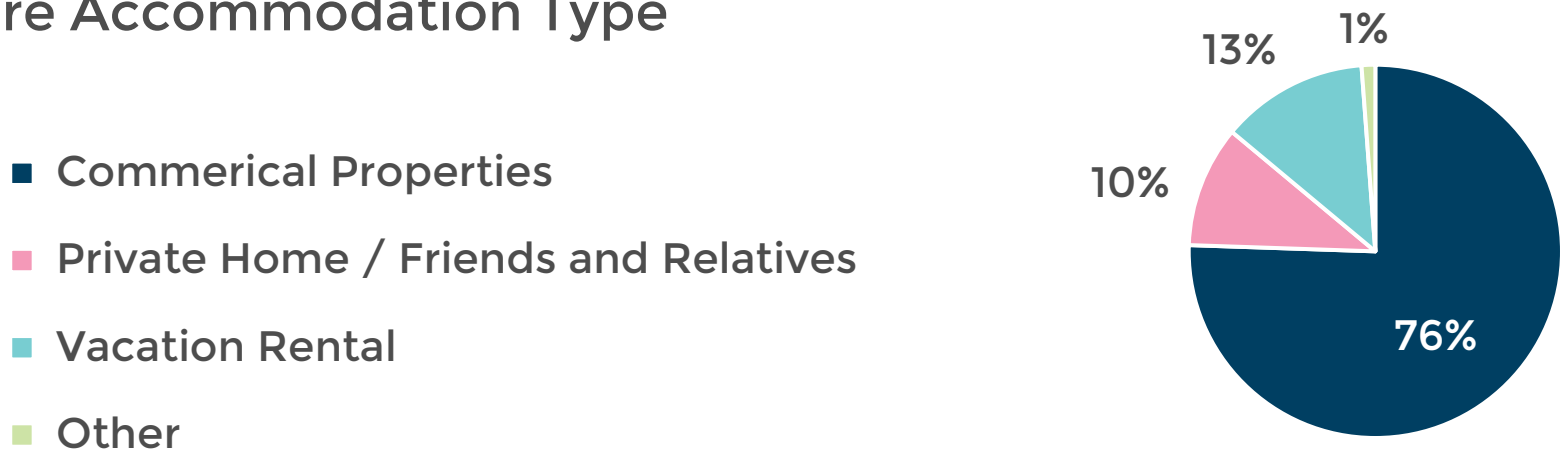 re Accommodation Type
Commerical Properties
Private Home / Friends and Relatives
Vacation Rental
Other
1%
13%
10%
76%